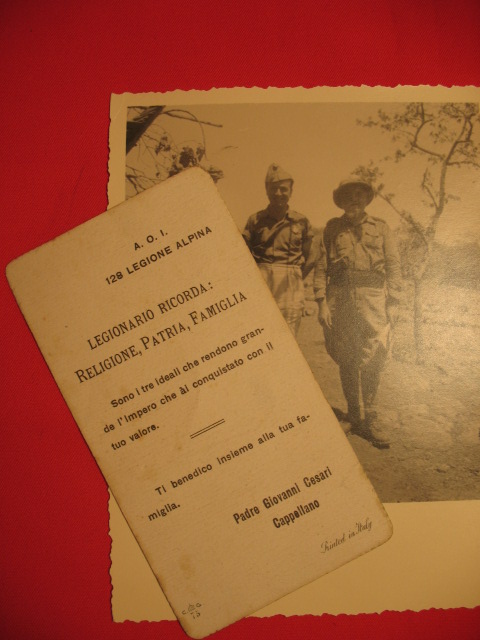 A. O. I.
128 LEGIONE ALPINA
LEGIONARIO RICORDA:
RELIGIONE, PATRIA, FAMIGLIA
Sono i tre ideali che rendono gran-
de l'impero che ài conquistato con il
tuo valore.
Ti benedico insieme alla tua fa-
miglia.
Padre Giovanni Cesari
Cappellano
Printed in Italy